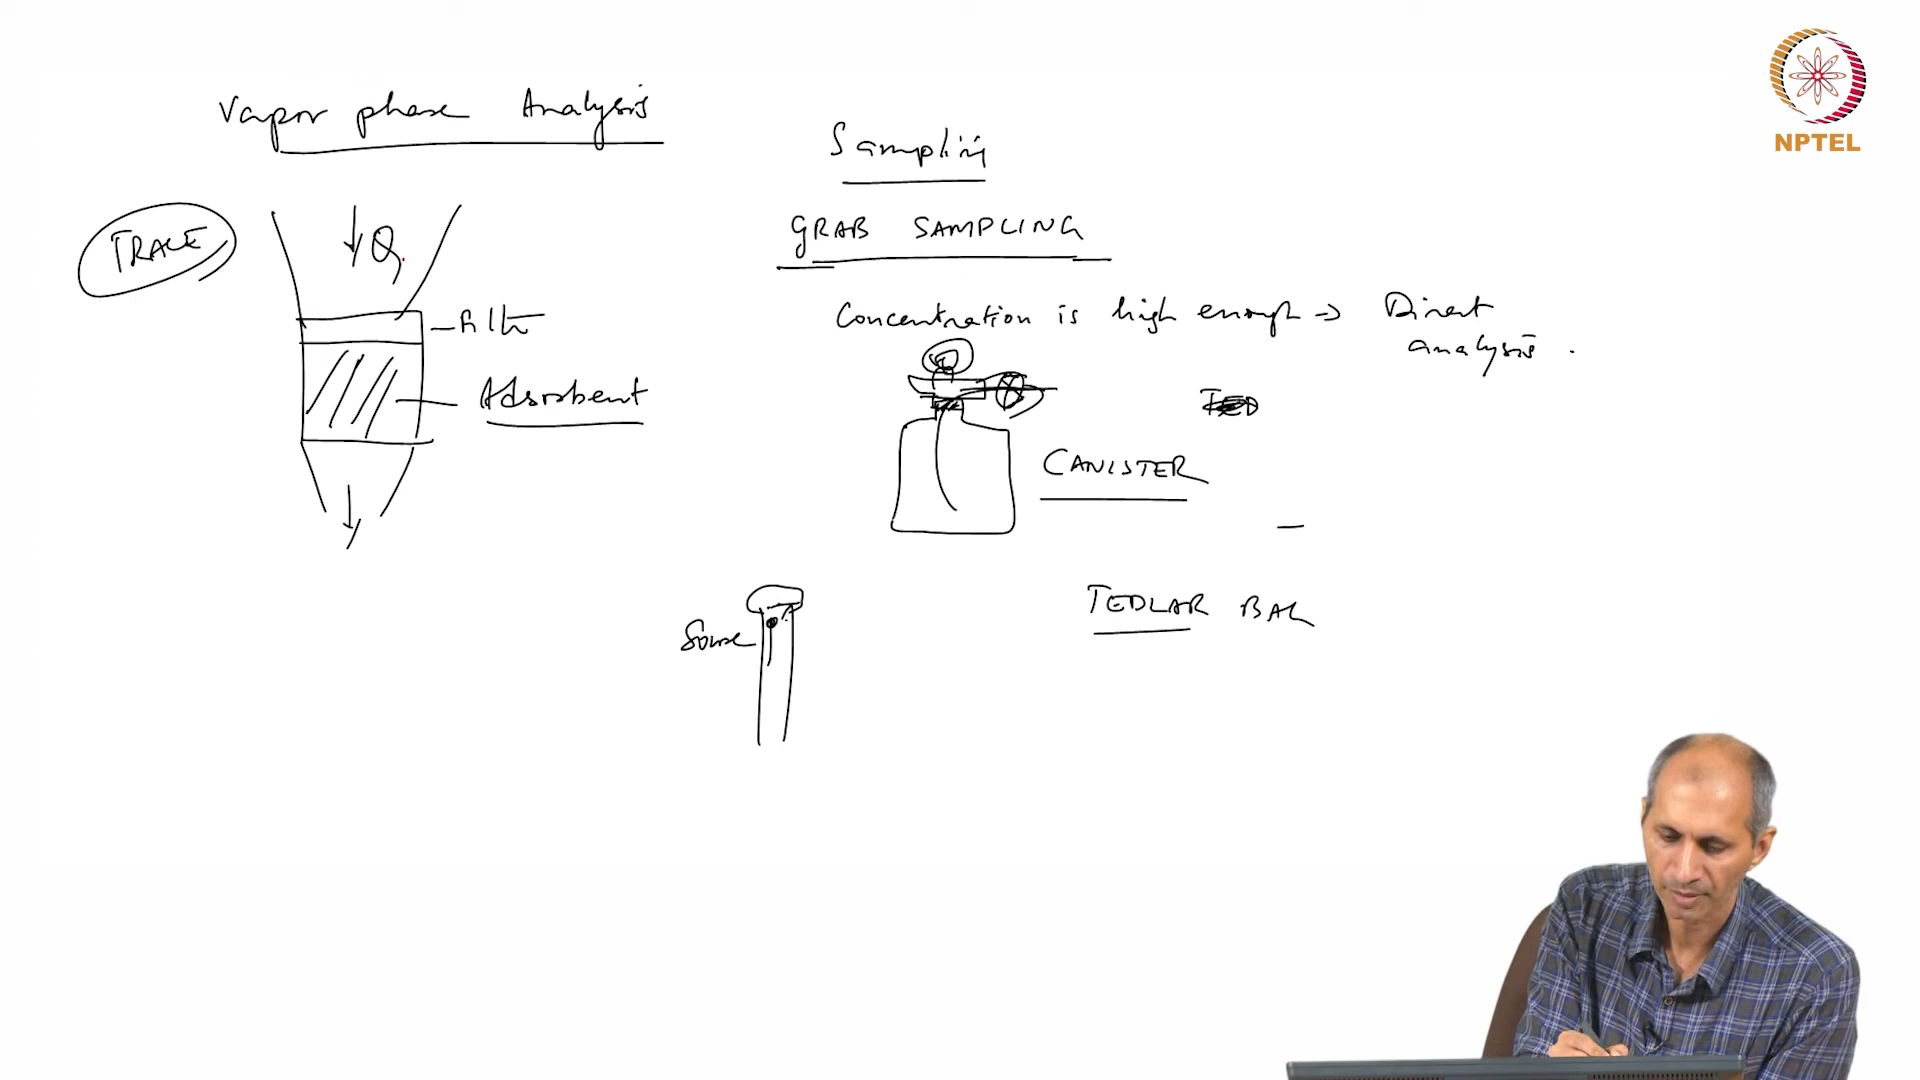 Vapor phase Analysis
Sampling
TRACE
Q
GRAB SAMPLING
Filter
Concentration is high enough → Direct
analysis.
Adsorbent
CANISTER
TEDLAR BAG
Source
NPTEL